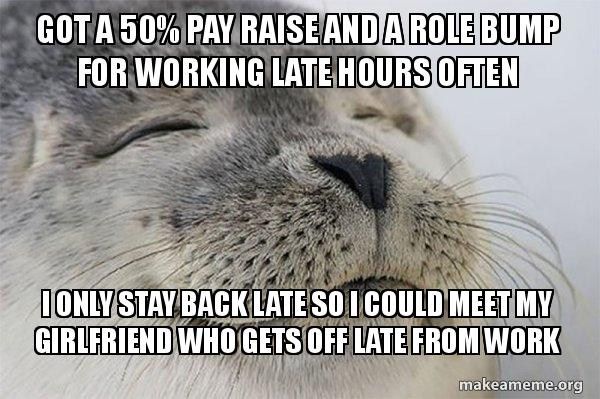 GOT A 50% PAY RAISE AND A ROLE BUMP
FOR WORKING LATE HOURS OFTEN
I ONLY STAY BACK LATE SO I COULD MEET MY
GIRLFRIEND WHO GETS OFF LATE FROM WORK
makeameme.org